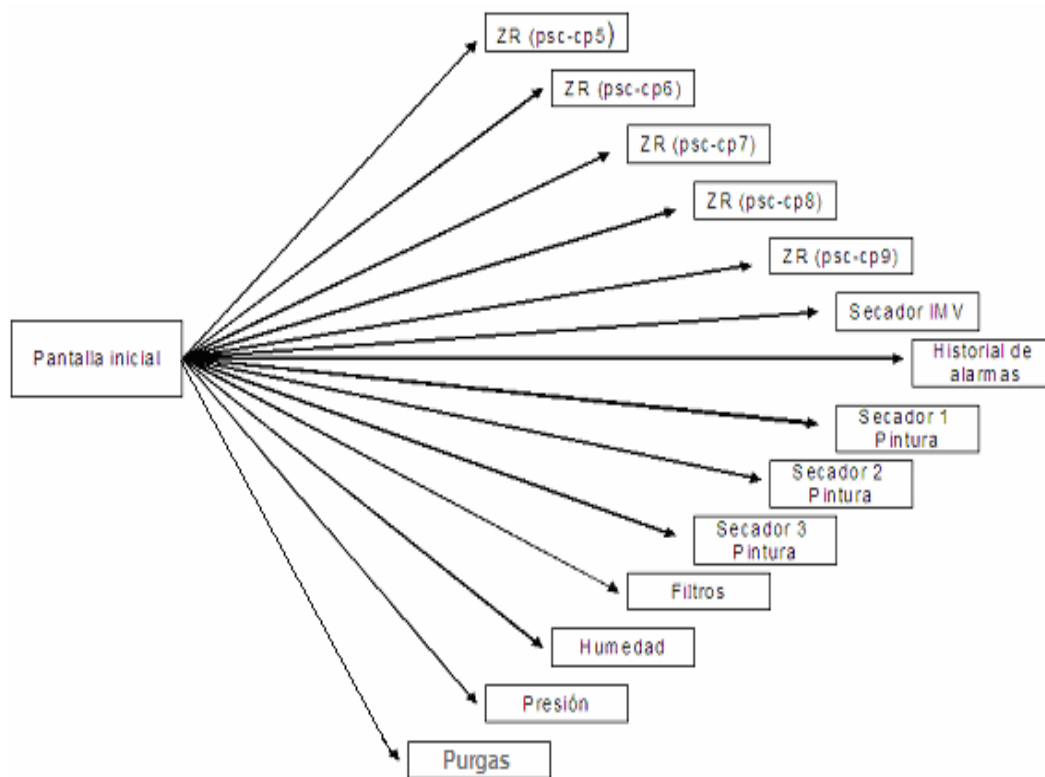 ZR (psc-cp5)
ZR (psc-cp6)
ZR (psc-cp7)
ZR (psc-cp8)
ZR (psc-cp9)
Secador IMV
Pantalla inicial
Historial de
alarmas
Secador 1
Pintura
Secador 2
Pintura
Secador 3
Pintura
Filtros
Humedad
Presión
Purgas